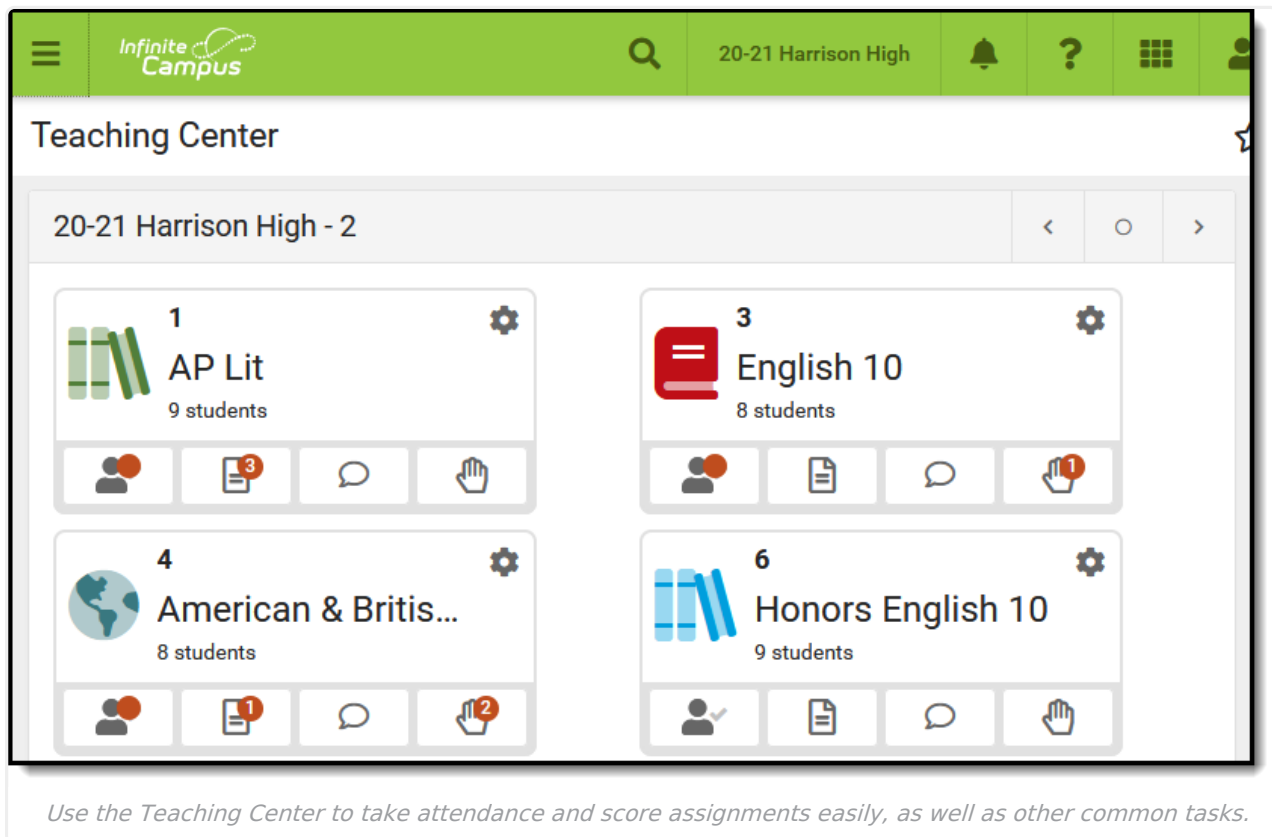 Infinite
Campus
20-21 Harrison High
?
Teaching Center
20-21 Harrison High - 2
1
AP Lit
9 students
3
3
English 10
8 students
1
4
American & Britis...
8 students
1
2
6
Honors English 10
9 students
Use the Teaching Center to take attendance and score assignments easily, as well as other common tasks.